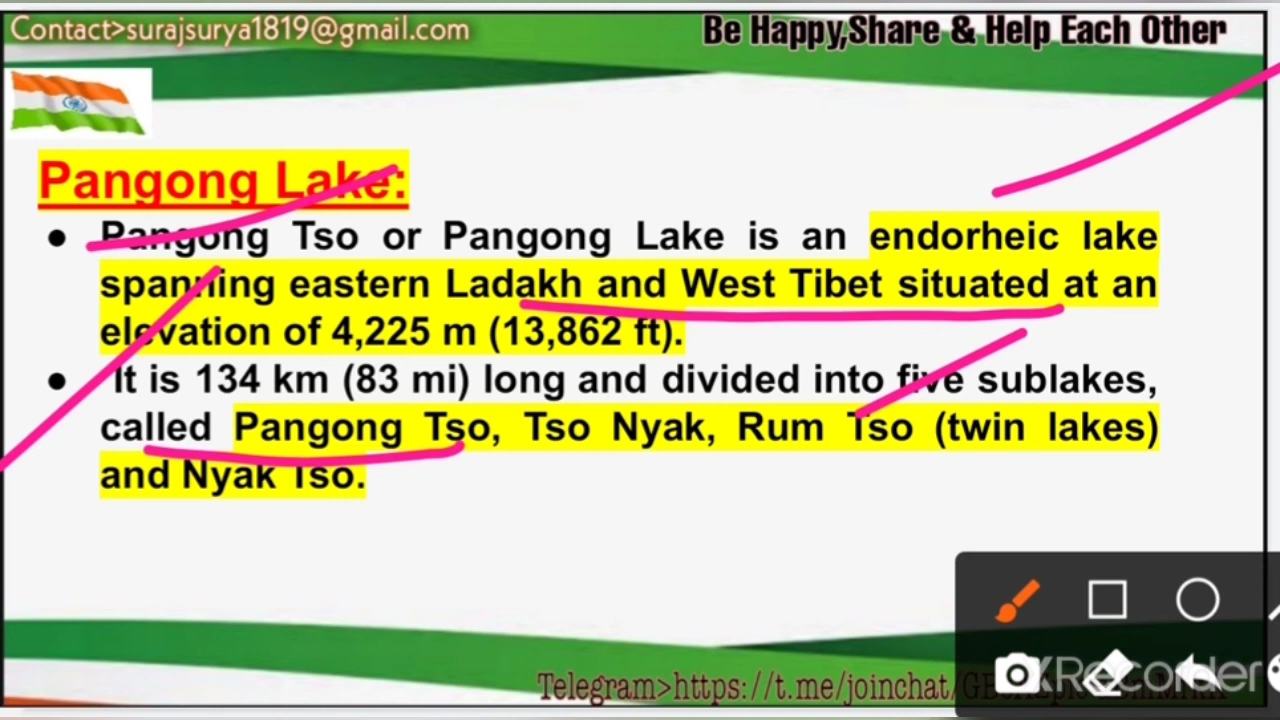 Contact>surajsurya1819@gmail.com
Be Happy,Share & Help Each Other
Pangong Lake:
● Pangong Tso or Pangong Lake is an endorheic lake
spanning eastern Ladakh and West Tibet situated at an
elevation of 4,225 m (13,862 ft).
● It is 134 km (83 mi) long and divided into five sublakes,
called Pangong Tso, Tso Nyak, Rum Tso (twin lakes)
and Nyak Tso.
XRecorder
Telegram>https://t.me/joinchat/